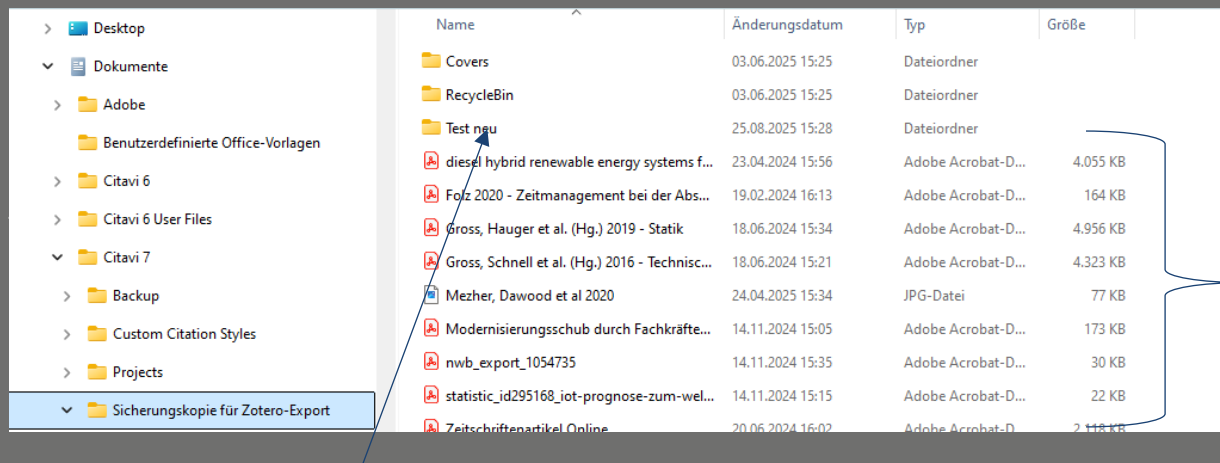 Desktop
Dokumente
Adobe
Benutzerdefinierte Office-Vorlagen
Citavi 6
Citavi 6 User Files
Citavi 7
Backup
Custom Citation Styles
Projects
Sicherungskopie für Zotero-Export
Name Änderungsdatum Typ Größe
Covers 03.06.2025 15:25 Dateiordner
RecycleBin 03.06.2025 15:25 Dateiordner
Test neu 25.08.2025 15:28 Dateiordner
diesel hybrid renewable energy systems f... 23.04.2024 15:56 Adobe Acrobat-D... 4.055 KB
Folz 2020 - Zeitmanagement bei der Abs... 19.02.2024 16:13 Adobe Acrobat-D... 164 KB
Gross, Hauger et al. (Hg.) 2019 - Statik 18.06.2024 15:34 Adobe Acrobat-D... 4.956 KB
Gross, Schnell et al. (Hg.) 2016 - Technisc... 18.06.2024 15:21 Adobe Acrobat-D... 4.323 KB
Mezher, Dawood et al 2020 24.04.2025 15:34 JPG-Datei 77 KB
Modernisierungsschub durch Fachkräfte... 14.11.2024 15:05 Adobe Acrobat-D... 173 KB
nwb_export_1054735 14.11.2024 15:35 Adobe Acrobat-D... 30 KB
statistic_id295168_iot-prognose-zum-wel... 14.11.2024 15:15 Adobe Acrobat-D... 22 KB
Zeitschriftenartikel Online 20.06.2024 16:02 Adobe Acrobat-D... 2.118 KB